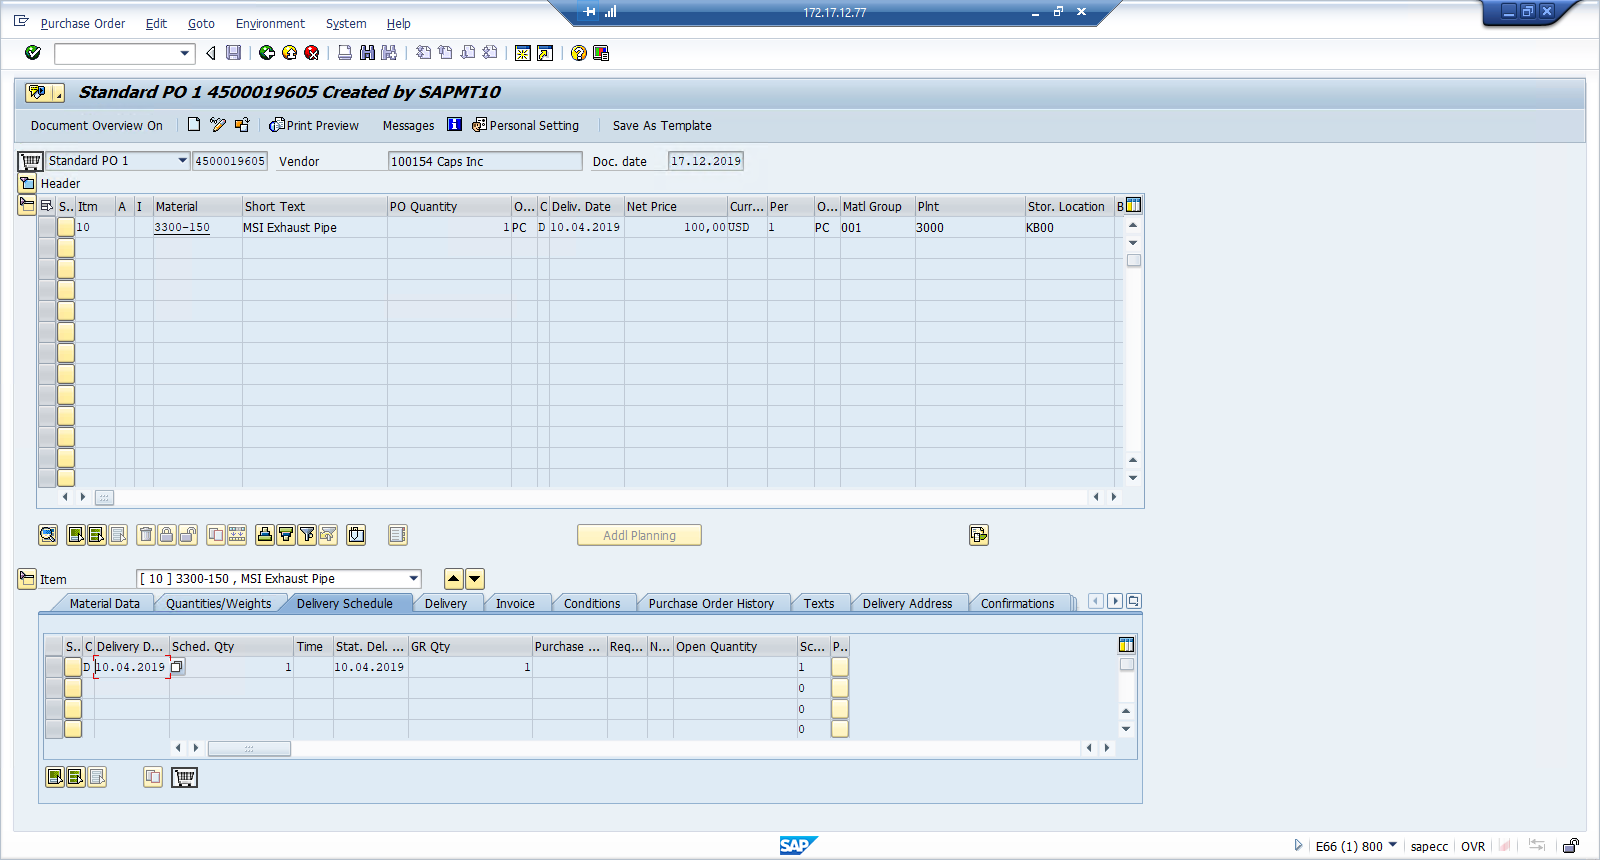 172.17.12.77
Purchase Order Edit Goto Environment System Help
Standard PO 1 4500019605 Created by SAPMT10
Document Overview On Print Preview Messages Personal Setting Save As Template
Standard PO 1 4500019605 Vendor 100154 Caps Inc Doc. date 17.12.2019
Header
S.. Itm A I Material Short Text PO Quantity O... C Deliv. Date Net Price Curr... Per O... Matl Group Plnt Stor. Location B
10 3300-150 MSI Exhaust Pipe 1 PC D 10.04.2019 100,00 USD 1 PC 001 3000 KB00
Addl Planning
Item [ 10 ] 3300-150 , MSI Exhaust Pipe
Material Data Quantities/Weights Delivery Schedule Delivery Invoice Conditions Purchase Order History Texts Delivery Address Confirmations
S.. C Delivery D... Sched. Qty Time Stat. Del. ... GR Qty Purchase ... Req... N... Open Quantity Sc... P..
D 10.04.2019 1 10.04.2019 1 1
0
0
0
SAP E66 (1) 800 sapecc OVR